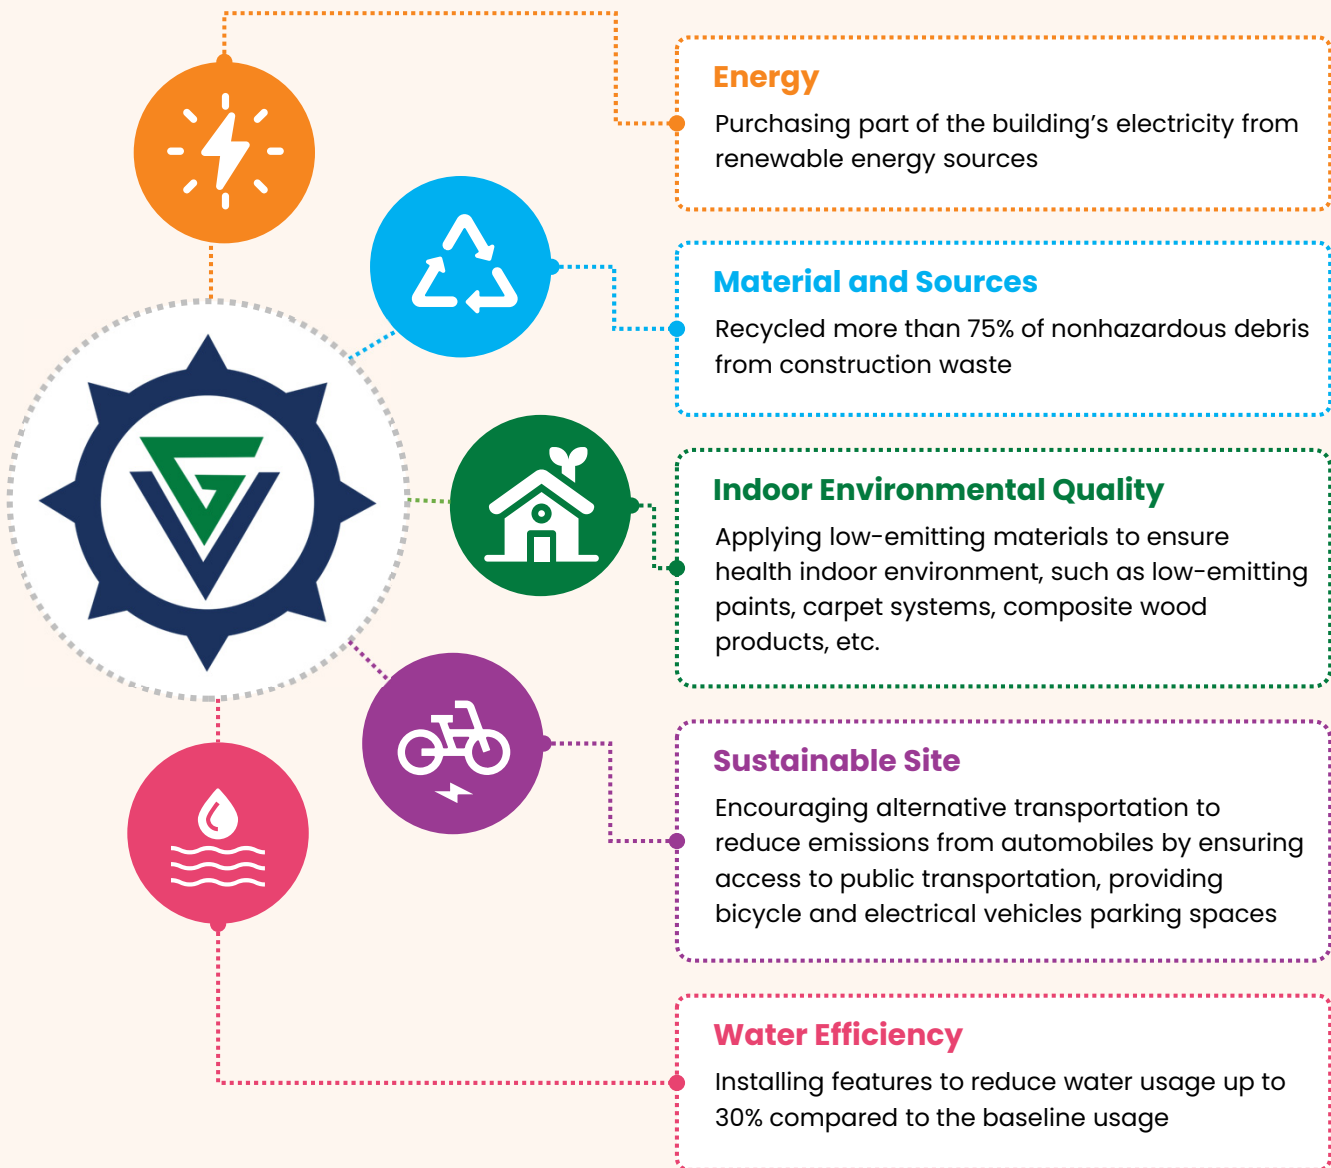 Energy
Purchasing part of the building’s electricity from
renewable energy sources
Material and Sources
Recycled more than 75% of nonhazardous debris
from construction waste
Indoor Environmental Quality
Applying low-emitting materials to ensure
health indoor environment, such as low-emitting
paints, carpet systems, composite wood
products, etc.
Sustainable Site
Encouraging alternative transportation to
reduce emissions from automobiles by ensuring
access to public transportation, providing
bicycle and electrical vehicles parking spaces
Water Efficiency
Installing features to reduce water usage up to
30% compared to the baseline usage